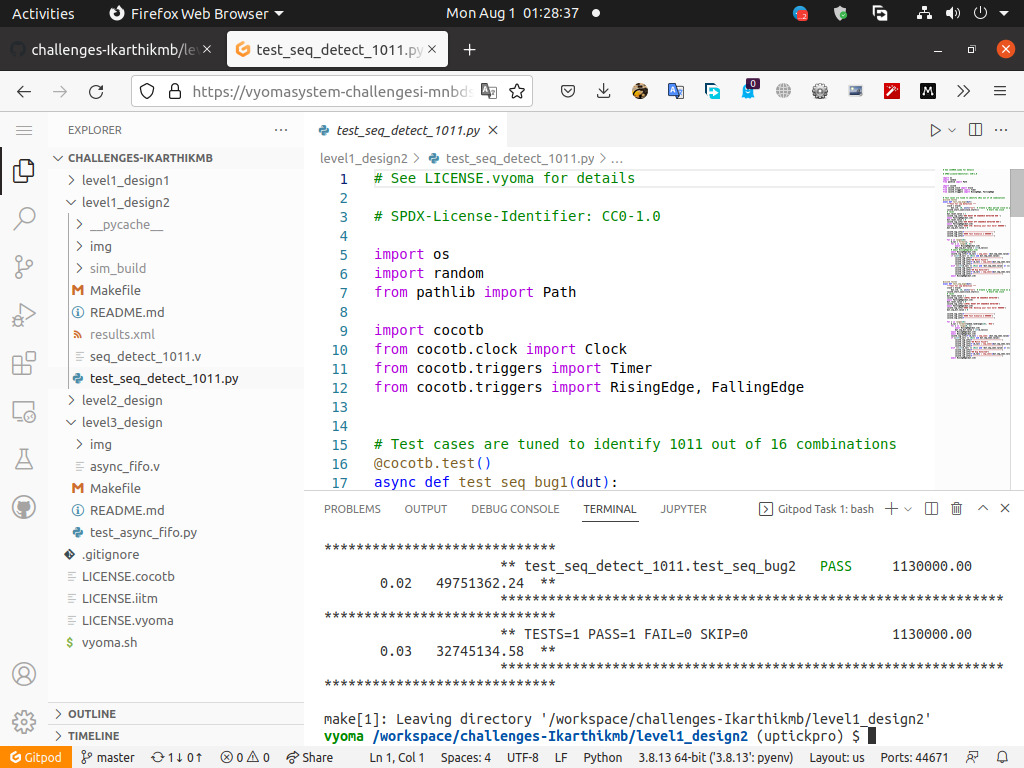 Activities Firefox Web Browser Mon Aug 1 01:28:37
challenges-Ikarthikmb/le test_seq_detect_1011.py
https://vyomasystem-challengesi-mnbds 0 M
EXPLORER
CHALLENGES-IKARTHIKMB
level1_design1
level1_design2
__pycache__
img
sim_build
Makefile
README.md
results.xml
seq_detect_1011.v
test_seq_detect_1011.py
level2_design
level3_design
img
async_fifo.v
Makefile
README.md
test_async_fifo.py
.gitignore
LICENSE.cocotb
LICENSE.iitm
LICENSE.vyoma
$ vyoma.sh
OUTLINE
TIMELINE
test_seq_detect_1011.py
level1_design2 > test_seq_detect_1011.py > ...
1 # See LICENSE.vyoma for details
2
3 # SPDX-License-Identifier: CC0-1.0
4
5 import os
6 import random
7 from pathlib import Path
8
9 import cocotb
10 from cocotb.clock import Clock
11 from cocotb.triggers import Timer
12 from cocotb.triggers import RisingEdge, FallingEdge
13
14
15 # Test cases are tuned to identify 1011 out of 16 combinations
16 @cocotb.test()
17 async def test_seq_bug1(dut):
PROBLEMS OUTPUT DEBUG CONSOLE TERMINAL JUPYTER Gitpod Task 1: bash
*****************************
** test_seq_detect_1011.test_seq_bug2 PASS 1130000.00
0.02 49751362.24 **
***************************************************************
*****************************
** TESTS=1 PASS=1 FAIL=0 SKIP=0 1130000.00
0.03 32745134.58 **
***************************************************************
*****************************
make[1]: Leaving directory '/workspace/challenges-Ikarthikmb/level1_design2'
vyoma /workspace/challenges-Ikarthikmb/level1_design2 (uptickpro) $
Gitpod master 1↓ 0↑ 0 0 Share Ln 1, Col 1 Spaces: 4 UTF-8 LF Python 3.8.13 64-bit ('3.8.13': pyenv) Layout: us Ports: 44671